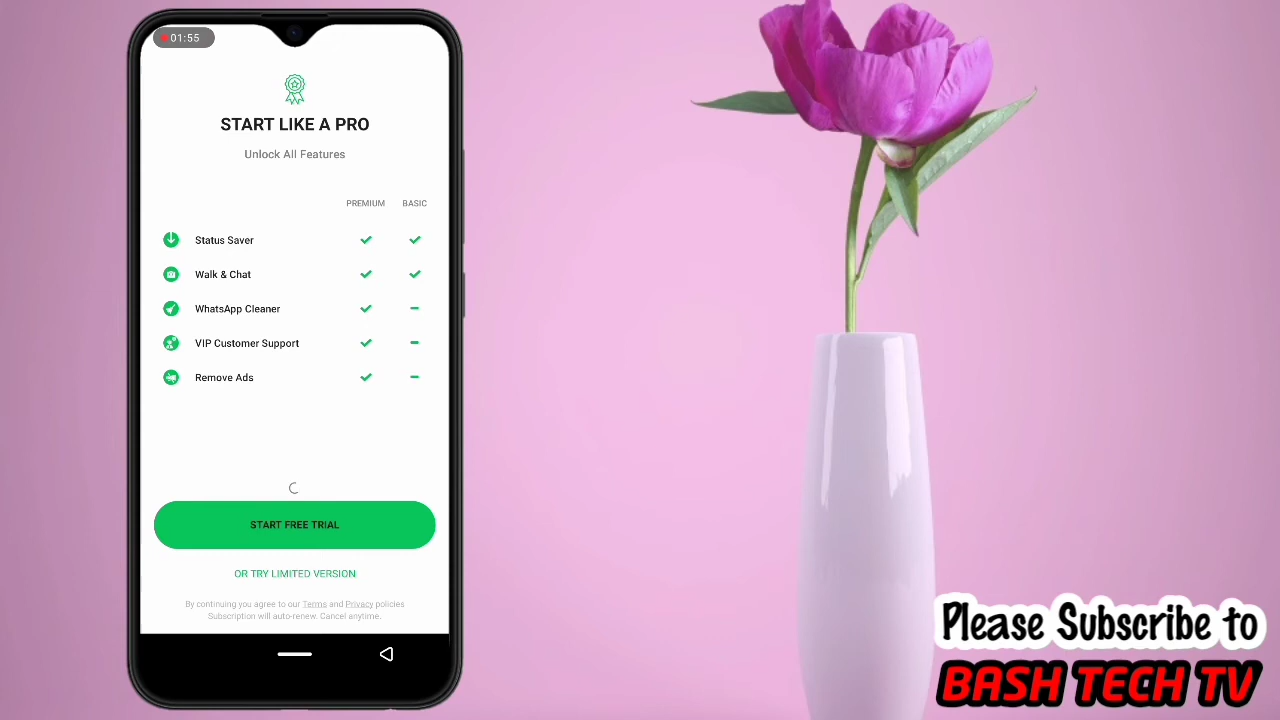 01:55
START LIKE A PRO
Unlock All Features
PREMIUM BASIC
Status Saver
Walk & Chat
WhatsApp Cleaner
VIP Customer Support
Remove Ads
START FREE TRIAL
OR TRY LIMITED VERSION
By continuing you agree to our Terms and Privacy policies
Subscription will auto-renew. Cancel anytime.
Please Subscribe to
BASH TECH TV